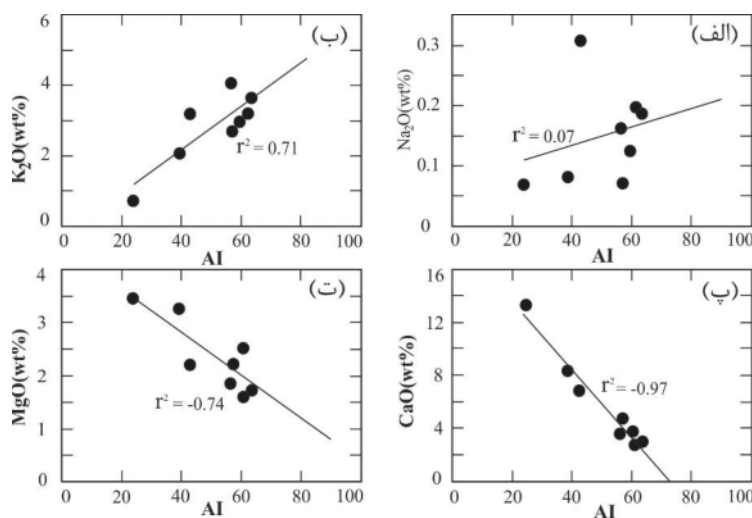 (الف)
Na₂O(wt%)
0.3
0.2
0.1
0
r² = 0.07
0 20 40 60 80 100
(ب)
K₂O(wt%)
6
4
2
0
r² = 0.71
0 20 40 60 80 100
AI
(پ)
CaO(wt%)
16
12
8
4
0
r² = -0.97
0 20 40 60 80 100
AI
(ت)
MgO(wt%)
4
3
2
1
0
r² = -0.74
0 20 40 60 80 100
AI